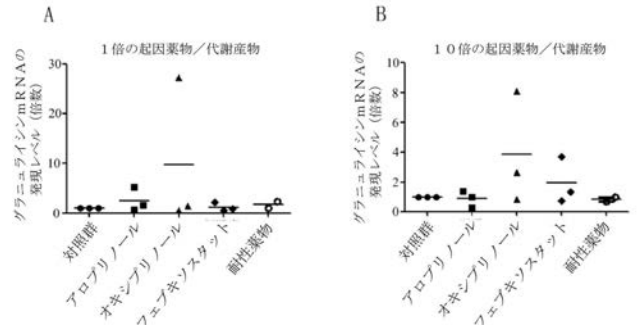 A
1倍の起因薬物／代謝産物
グラニュライシンmRNAの
発現レベル（倍数）
30
20
10
0
対照群
アロプリノール
オキシプリノール
フェブキソスタット
耐性薬物
B
10倍の起因薬物／代謝産物
グラニュライシンmRNAの
発現レベル（倍数）
10
8
6
4
2
0
対照群
アロプリノール
オキシプリノール
フェブキソスタット
耐性薬物